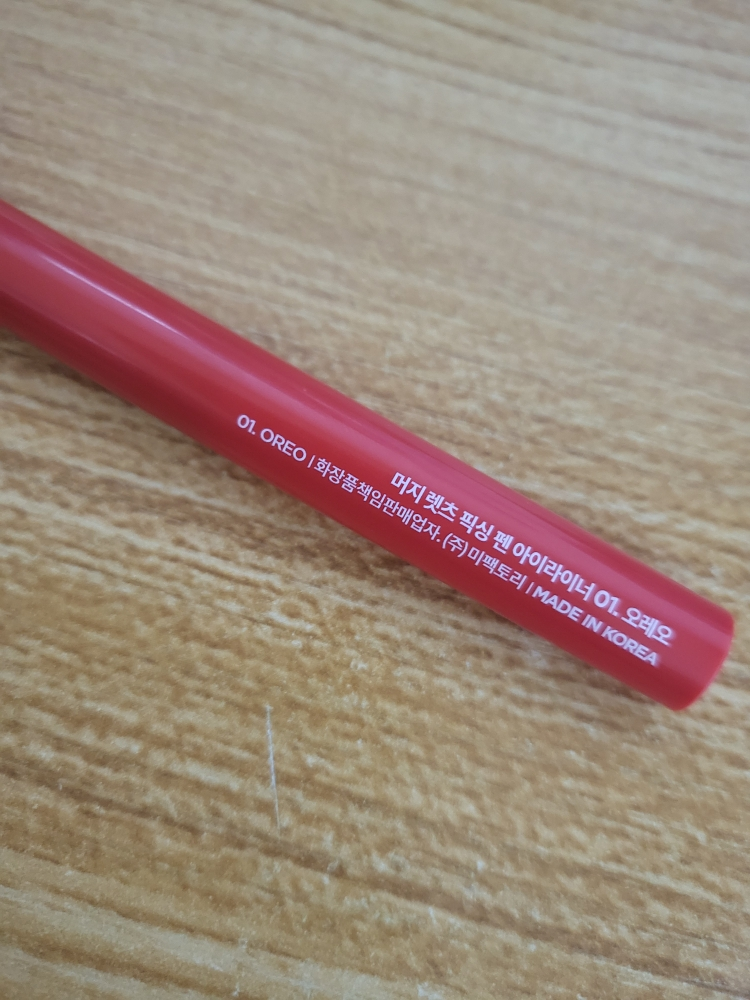 머지 렛츠 픽싱 펜 아이라이너 01. 오레오
01. OREO | 화장품책임판매업자. (주)미팩토리 | MADE IN KOREA